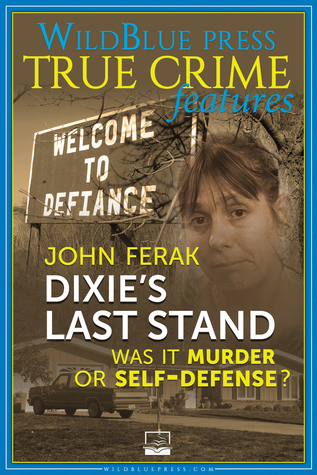 WILDBLUE PRESS
TRUE CRIME
features
WELCOME
TO
DEFIANCE
JOHN FERAK
DIXIE'S
LAST STAND
WAS IT MURDER
OR SELF-DEFENSE?
WILDBLUEPRESS.COM